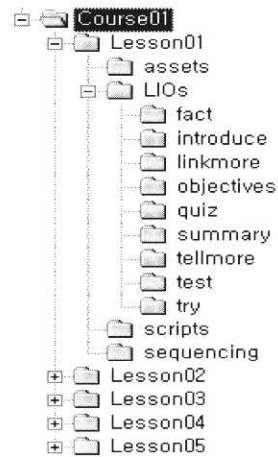 Course01
Lesson01
assets
LIOs
fact
introduce
linkmore
objectives
quiz
summary
tellmore
test
try
scripts
sequencing
Lesson02
Lesson03
Lesson04
Lesson05